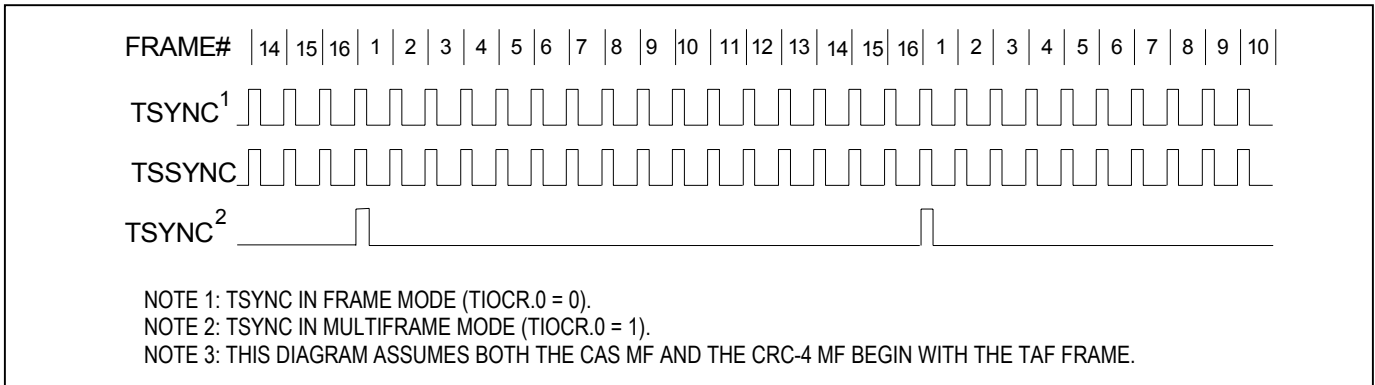 FRAME# 14 15 16 1 2 3 4 5 6 7 8 9 10 11 12 13 14 15 16 1 2 3 4 5 6 7 8 9 10
TSYNC1
TSSYNC
TSYNC2
NOTE 1: TSYNC IN FRAME MODE (TIOCR.0 = 0).
NOTE 2: TSYNC IN MULTIFRAME MODE (TIOCR.0 = 1).
NOTE 3: THIS DIAGRAM ASSUMES BOTH THE CAS MF AND THE CRC-4 MF BEGIN WITH THE TAF FRAME.